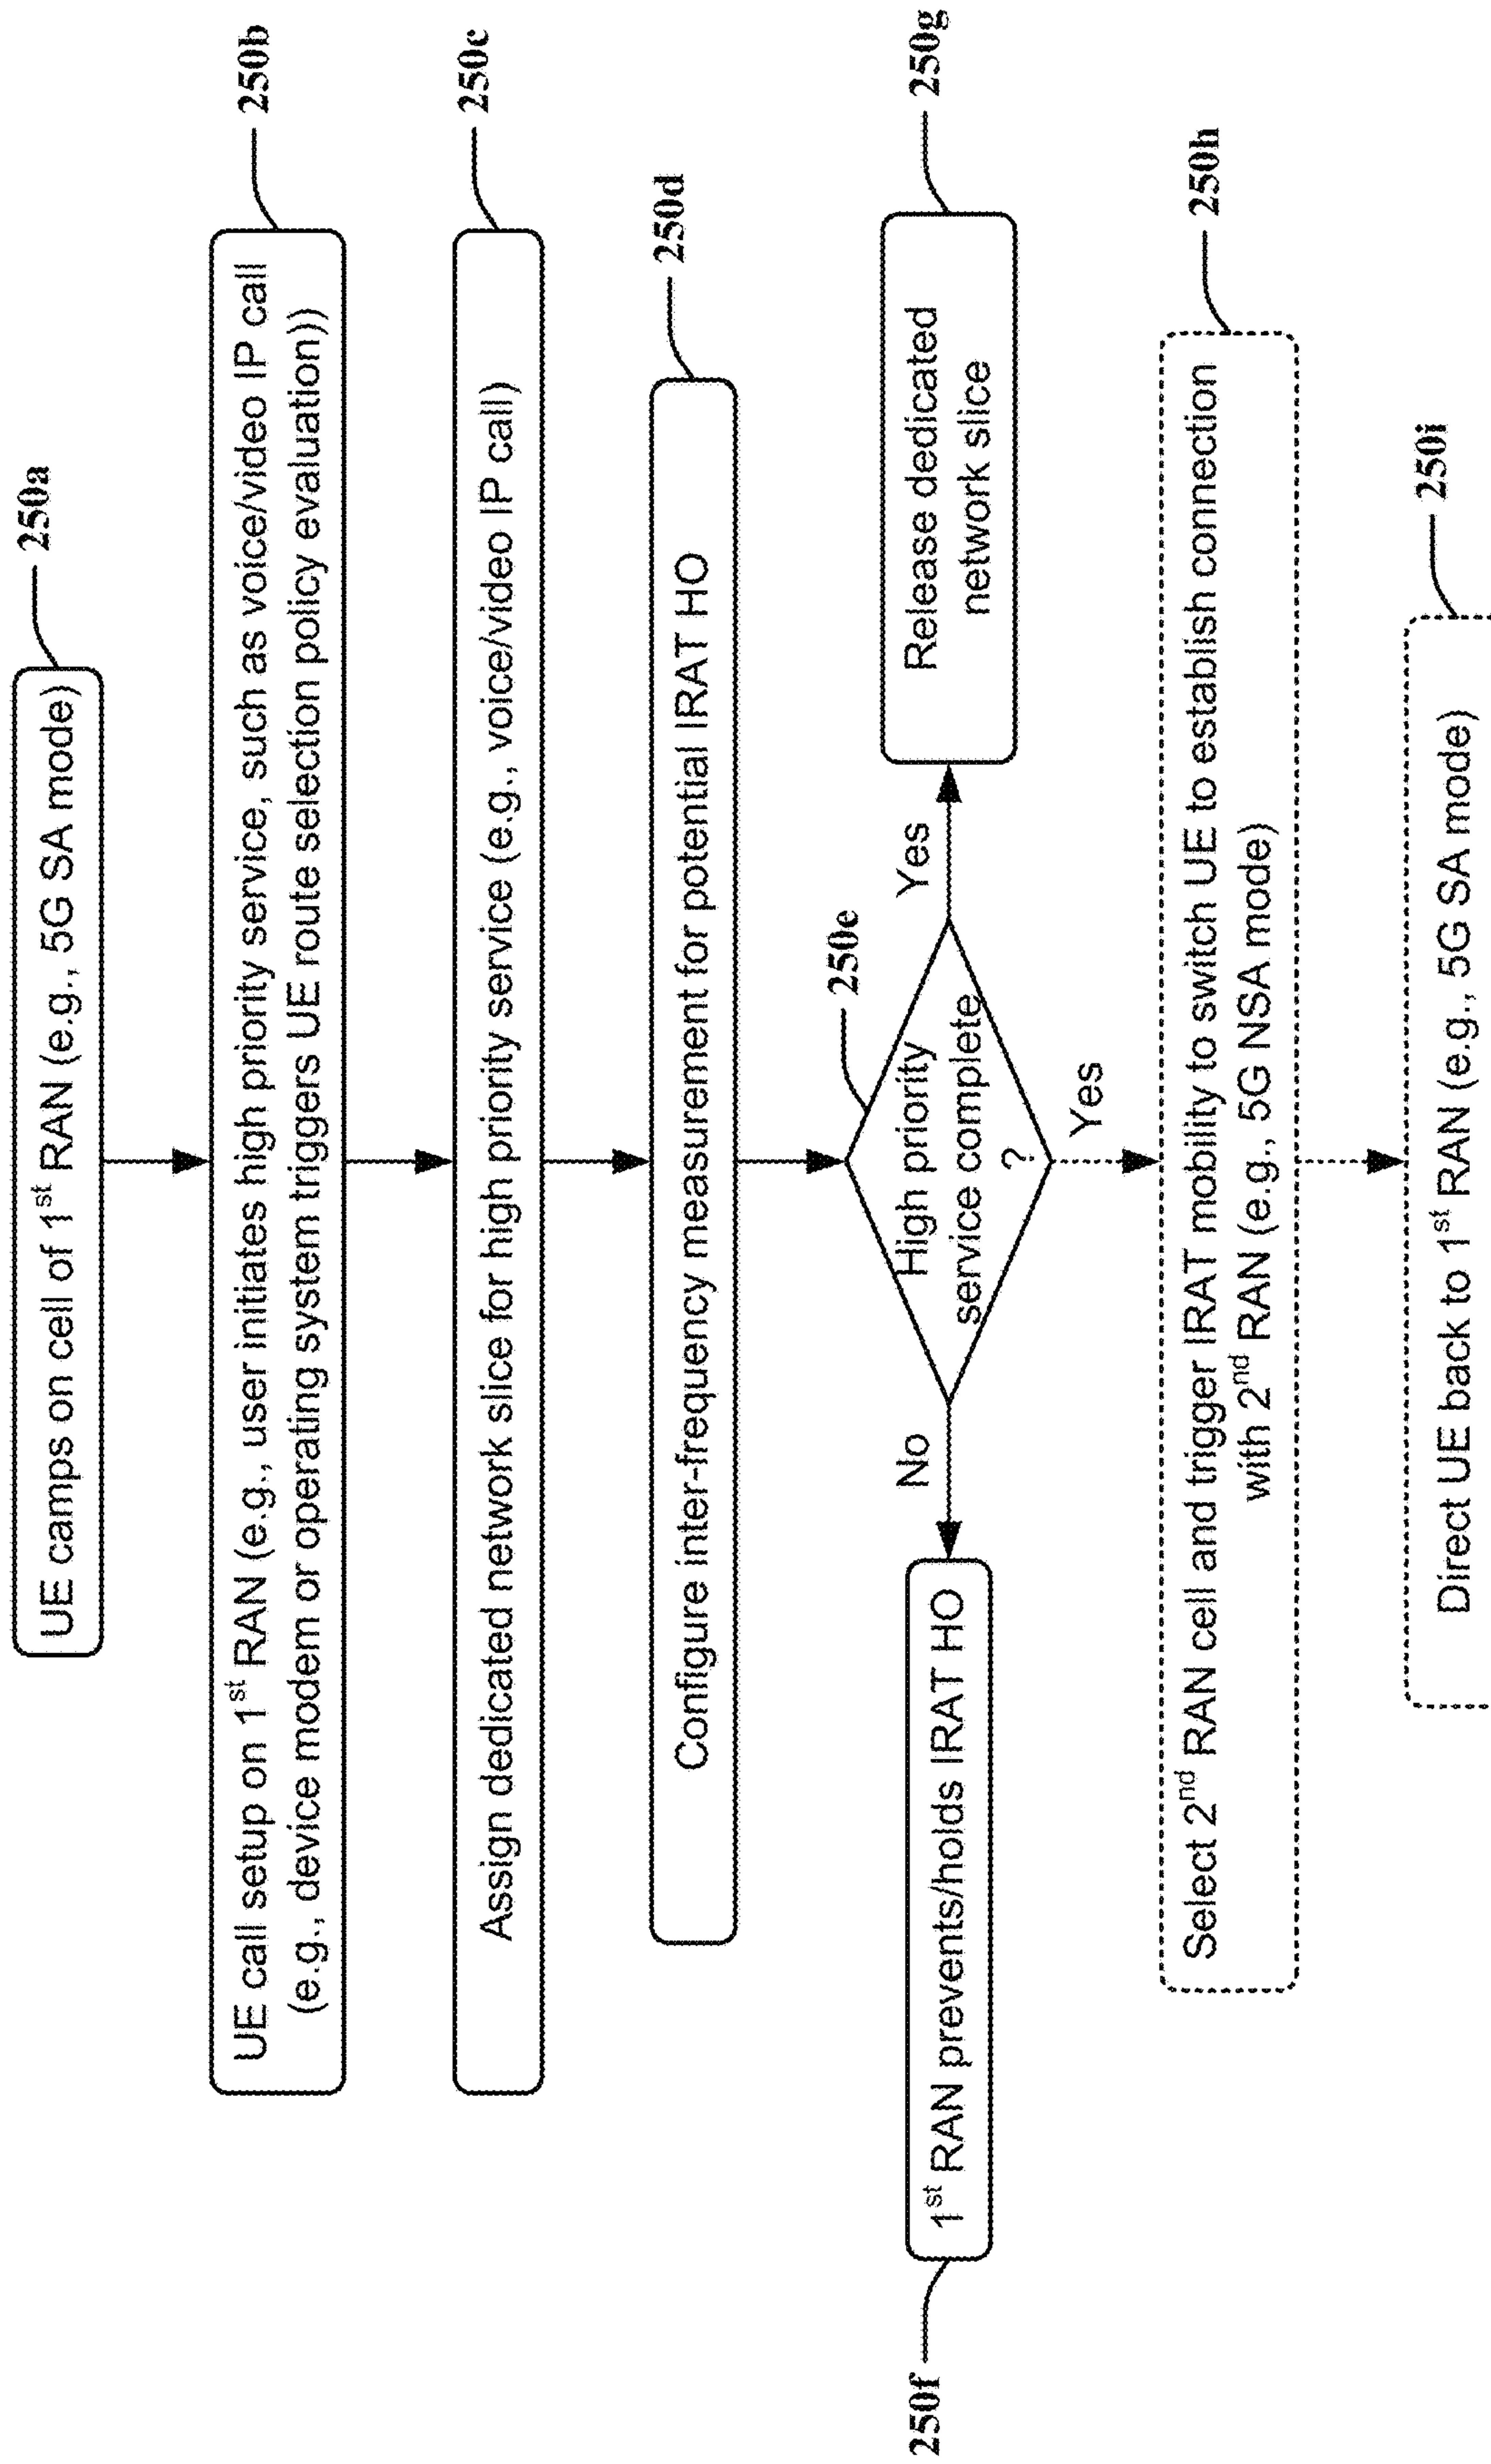 250a
UE camps on cell of 1st RAN (e.g., 5G SA mode)
250b
UE call setup on 1st RAN (e.g., user initiates high priority service, such as voice/video IP call
(e.g., device modem or operating system triggers UE route selection policy evaluation))
250c
Assign dedicated network slice for high priority service (e.g., voice/video IP call)
250d
Configure inter-frequency measurement for potential IRAT HO
250e
High priority
service complete
?
No
Yes
250f
1st RAN prevents/holds IRAT HO
250g
Release dedicated
network slice
Yes
250h
Select 2nd RAN cell and trigger IRAT mobility to switch UE to establish connection
with 2nd RAN (e.g., 5G NSA mode)
250i
Direct UE back to 1st RAN (e.g., 5G SA mode)